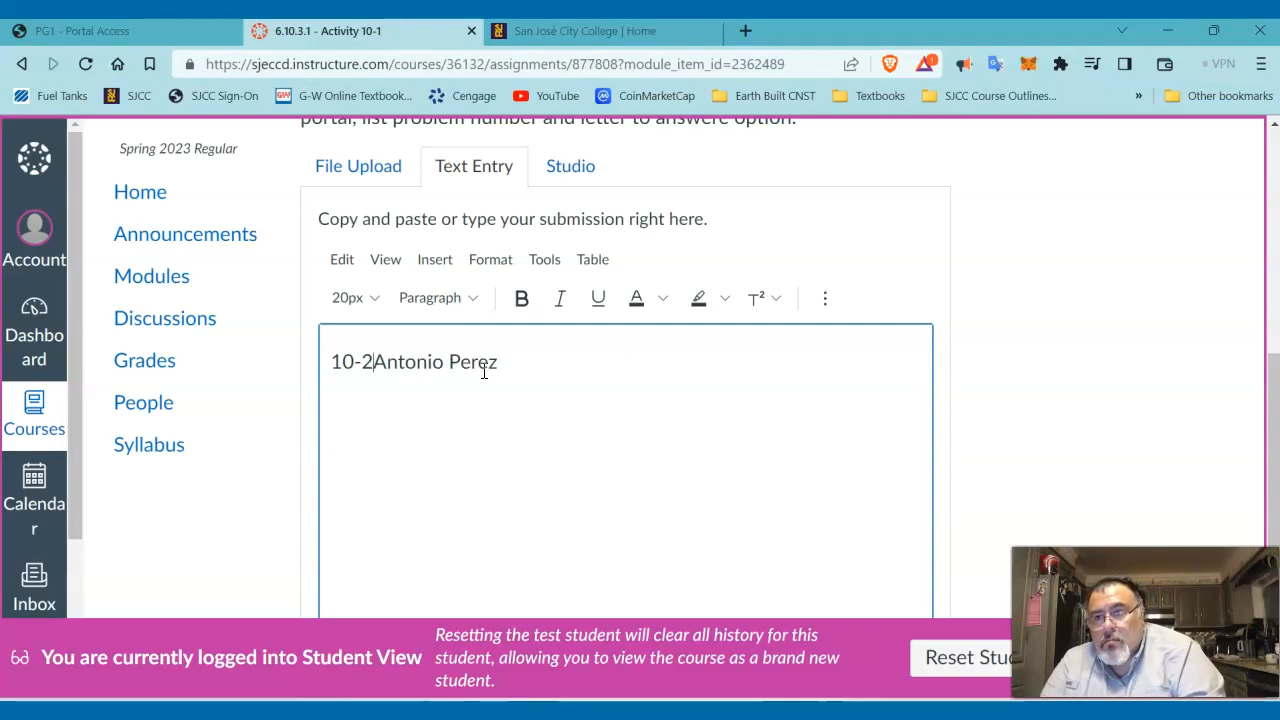 PG1 - Portal Access
6.10.3.1 - Activity 10-1
San José City College | Home
https://sjeccd.instructure.com/courses/36132/assignments/877808?module_item_id=2362489
VPN
Fuel Tanks
SJCC
SJCC Sign-On
G-W Online Textbook...
Cengage
YouTube
CoinMarketCap
Earth Built CNST
Textbooks
SJCC Course Outlines...
»
Other bookmarks
portal, list problem number and letter to answere option.
Spring 2023 Regular
Home
Announcements
Modules
Discussions
Grades
People
Syllabus
Account
Dashbo
ard
Courses
Calenda
r
Inbox
File Upload
Text Entry
Studio
Copy and paste or type your submission right here.
Edit View Insert Format Tools Table
20px Paragraph B I U A T²
10-2Antonio Perez
You are currently logged into Student View
Resetting the test student will clear all history for this
student, allowing you to view the course as a brand new
student.
Reset Stu